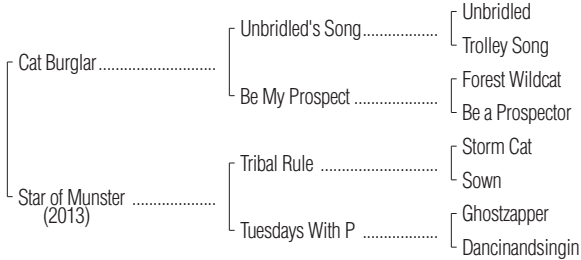 Unbridled
Unbridled's Song..................
Trolley Song
Cat Burglar............................
Forest Wildcat
Be My Prospect ....................
Be a Prospector
Storm Cat
Tribal Rule ............................
Sown
Star of Munster ....................
(2013)
Ghostzapper
Tuesdays With P ..................
Dancinandsingin